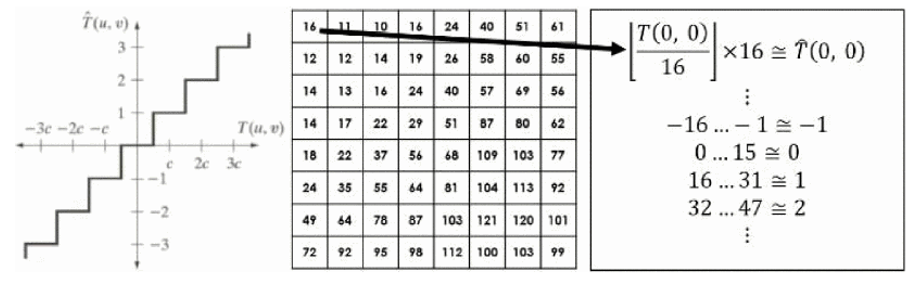 T̂(u, v)
3
2
1
−3c −2c −c
T(u, v)
c 2c 3c
−1
−2
−3
16 11 10 16 24 40 51 61
12 12 14 19 26 58 60 55
14 13 16 24 40 57 69 56
14 17 22 29 51 87 80 62
18 22 37 56 68 109 103 77
24 35 55 64 81 104 113 92
49 64 78 87 103 121 120 101
72 92 95 98 112 100 103 99
⌊T(0, 0)/16⌋ ×16 ≅ T̂(0, 0)
⋮
−16 … − 1 ≅ −1
0 … 15 ≅ 0
16 … 31 ≅ 1
32 … 47 ≅ 2
⋮